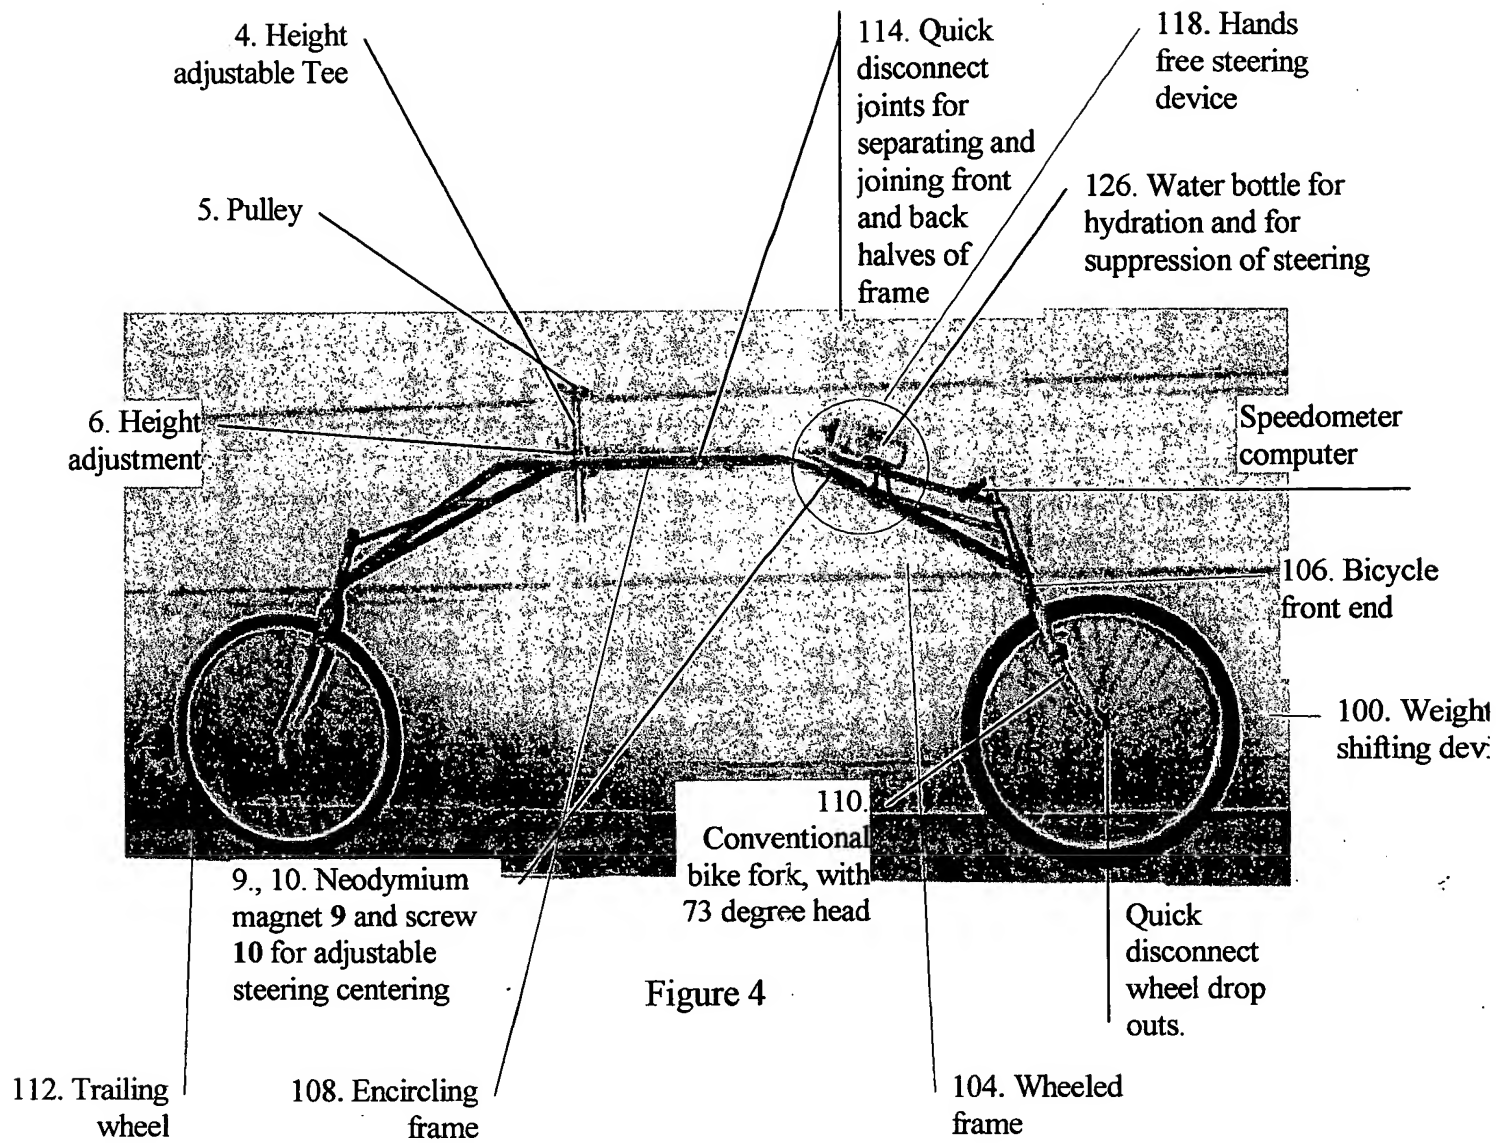 4. Height
adjustable Tee
5. Pulley
6. Height
adjustment
114. Quick
disconnect
joints for
separating and
joining front
and back
halves of
frame
118. Hands
free steering
device
126. Water bottle for
hydration and for
suppression of steering
Speedometer
computer
106. Bicycle
front end
100. Weight
shifting devi
110.
Conventional
bike fork, with
73 degree head
9., 10. Neodymium
magnet 9 and screw
10 for adjustable
steering centering
Quick
disconnect
wheel drop
outs.
Figure 4
112. Trailing
wheel
108. Encircling
frame
104. Wheeled
frame